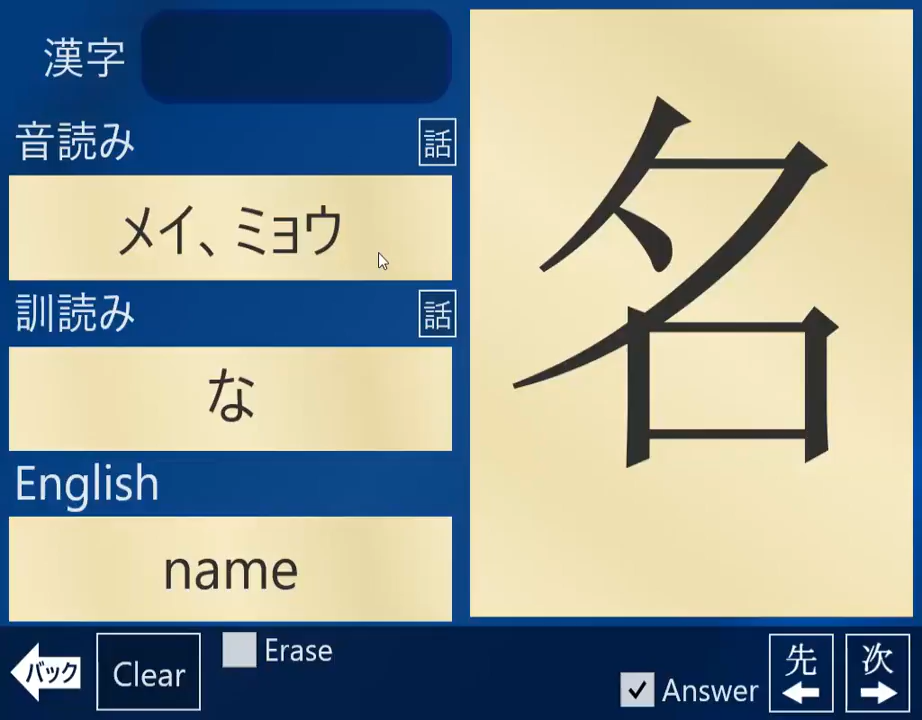 漢字
音読み
話
メイ、ミョウ
訓読み
話
な
English
name
名
バック
Clear
Erase
Answer
先
次